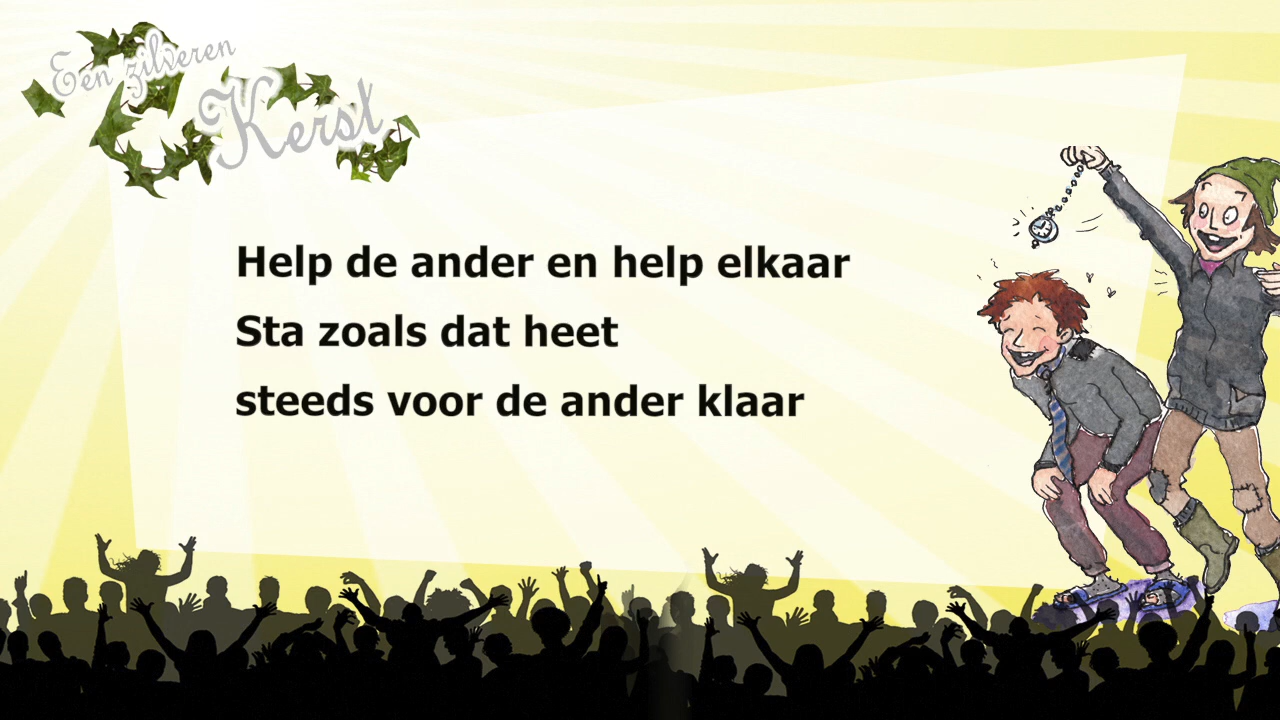 Een zilveren
Kerst
Help de ander en help elkaar
Sta zoals dat heet
steeds voor de ander klaar